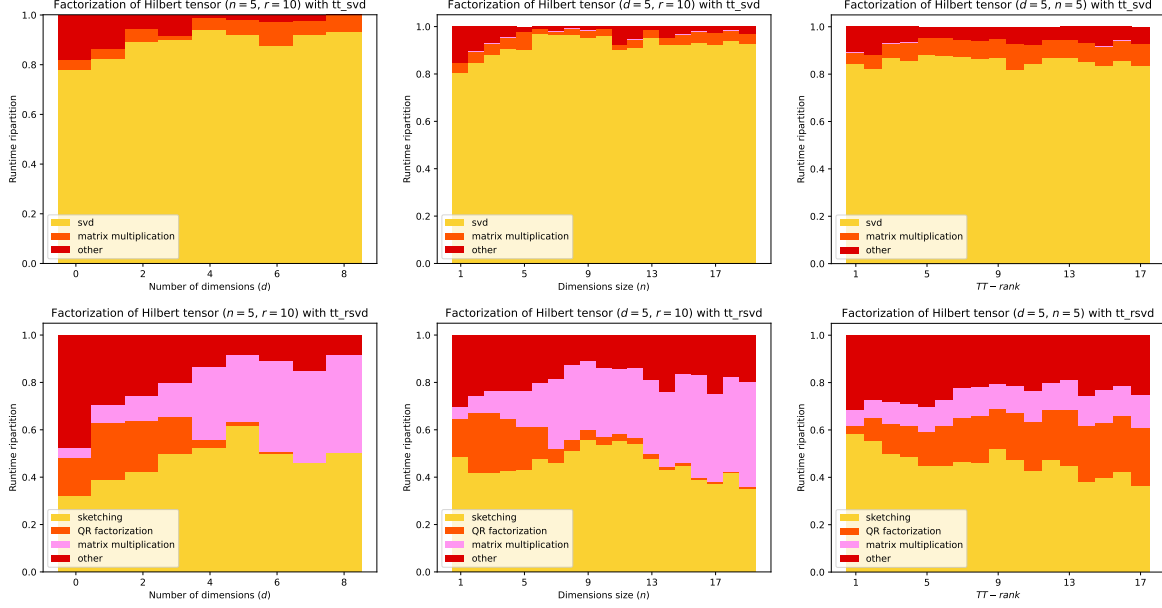 Factorization of Hilbert tensor (n = 5, r = 10) with tt_svd
1.0
0.8
0.6
0.4
0.2
0.0
Runtime ripartition
svd
matrix multiplication
other
0 2 4 6 8
Number of dimensions (d)
Factorization of Hilbert tensor (d = 5, r = 10) with tt_svd
1.0
0.8
0.6
0.4
0.2
0.0
Runtime ripartition
svd
matrix multiplication
other
1 5 9 13 17
Dimensions size (n)
Factorization of Hilbert tensor (d = 5, n = 5) with tt_svd
1.0
0.8
0.6
0.4
0.2
0.0
Runtime ripartition
svd
matrix multiplication
other
1 5 9 13 17
TT − rank
Factorization of Hilbert tensor (n = 5, r = 10) with tt_rsvd
1.0
0.8
0.6
0.4
0.2
0.0
Runtime ripartition
sketching
QR factorization
matrix multiplication
other
0 2 4 6 8
Number of dimensions (d)
Factorization of Hilbert tensor (d = 5, r = 10) with tt_rsvd
1.0
0.8
0.6
0.4
0.2
0.0
Runtime ripartition
sketching
QR factorization
matrix multiplication
other
1 5 9 13 17
Dimensions size (n)
Factorization of Hilbert tensor (d = 5, n = 5) with tt_rsvd
1.0
0.8
0.6
0.4
0.2
0.0
Runtime ripartition
sketching
QR factorization
matrix multiplication
other
1 5 9 13 17
TT − rank